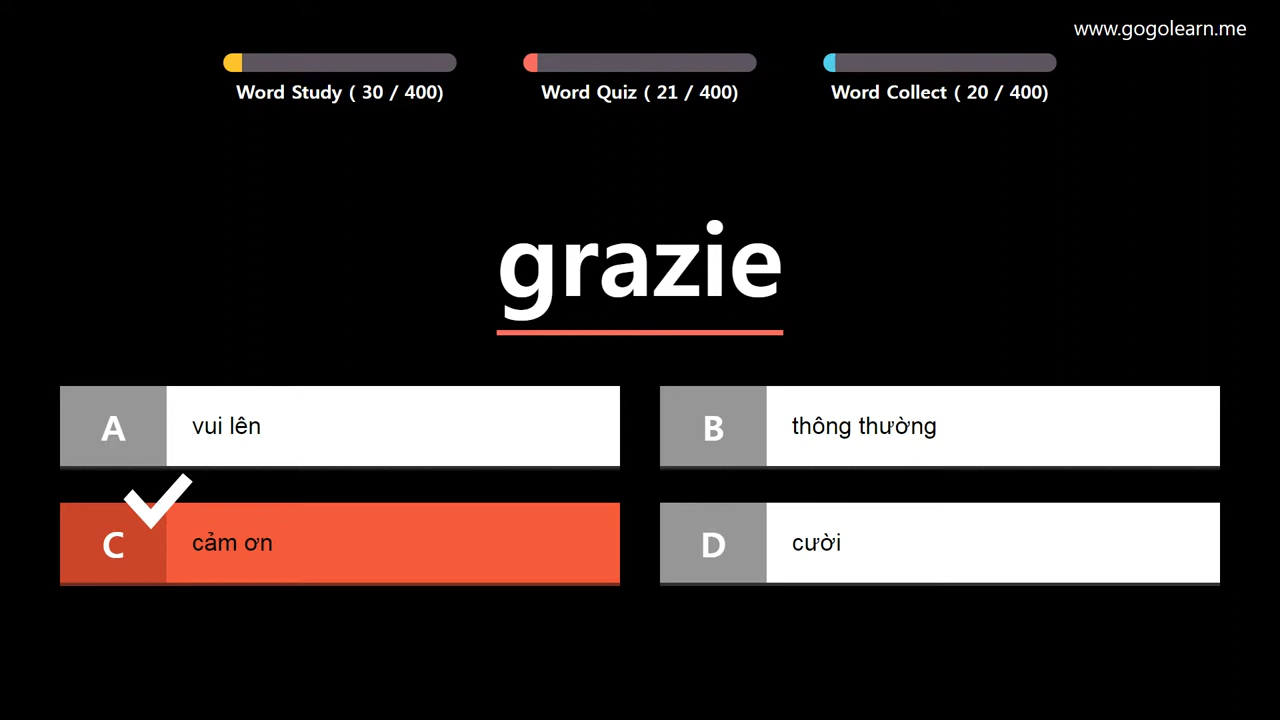 www.gogolearn.me
Word Study ( 30 / 400)
Word Quiz ( 21 / 400)
Word Collect ( 20 / 400)
grazie
A
vui lên
B
thông thường
C
cảm ơn
D
cười